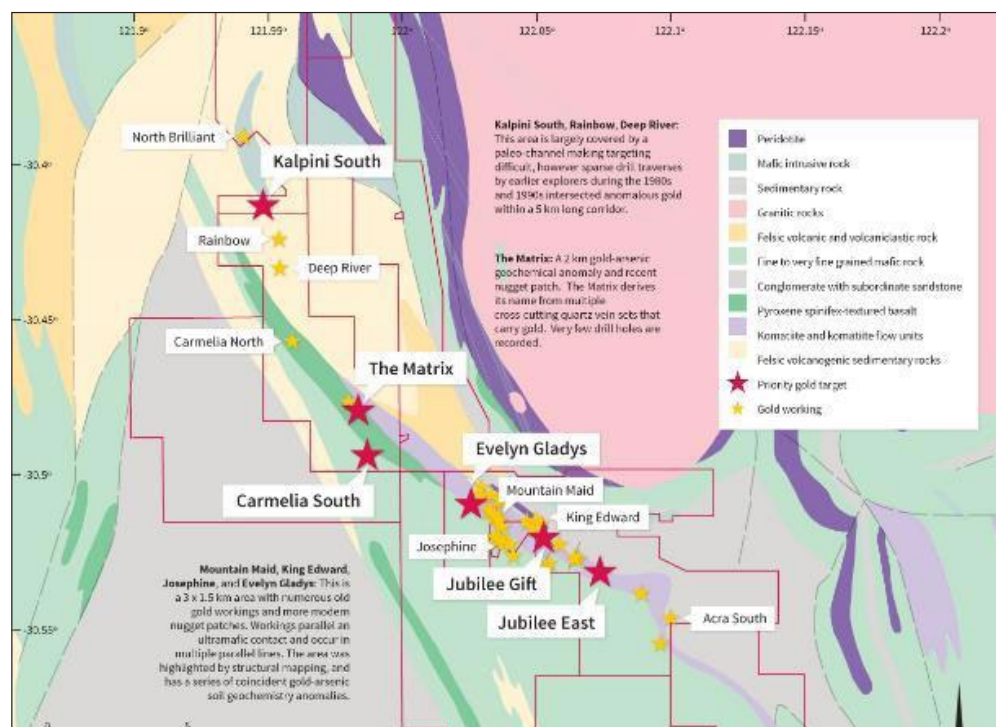 121.9°
121.95°
122°
122.05°
122.1°
122.15°
122.2°
-30.4°
-30.45°
-30.5°
-30.55°
North Brilliant
Kalpini South
Rainbow
Deep River
Carmelia North
The Matrix
Carmelia South
Evelyn Gladys
Mountain Maid
King Edward
Josephine
Jubilee Gift
Jubilee East
Acra South
Kalpini South, Rainbow, Deep River:
This area is largely covered by a
paleo-channel making targeting
difficult, however sparse drill traverses
by earlier explorers during the 1980s
and 1990s intersected anomalous gold
within a 5 km long corridor.
The Matrix: A 2 km gold-arsenic
geochemical anomaly and recent
nugget patch. The Matrix derives
its name from multiple
cross-cutting quartz vein sets that
carry gold. Very few drill holes are
recorded.
Mountain Maid, King Edward,
Josephine, and Evelyn Gladys: This is
a 3 x 1.5 km area with numerous old
gold workings and more modern
nugget patches. Workings parallel an
ultramafic contact and occur in
multiple parallel lines. The area was
highlighted by structural mapping, and
has a series of coincident gold-arsenic
soil geochemistry anomalies.
Peridotite
Mafic intrusive rock
Sedimentary rock
Granitic rocks
Felsic volcanic and volcaniclastic rock
Fine to very fine grained mafic rock
Conglomerate with subordinate sandstone
Pyroxene spinifex-textured basalt
Komatiite and komatiite flow units
Felsic volcanogenic sedimentary rocks
Priority gold target
Gold working